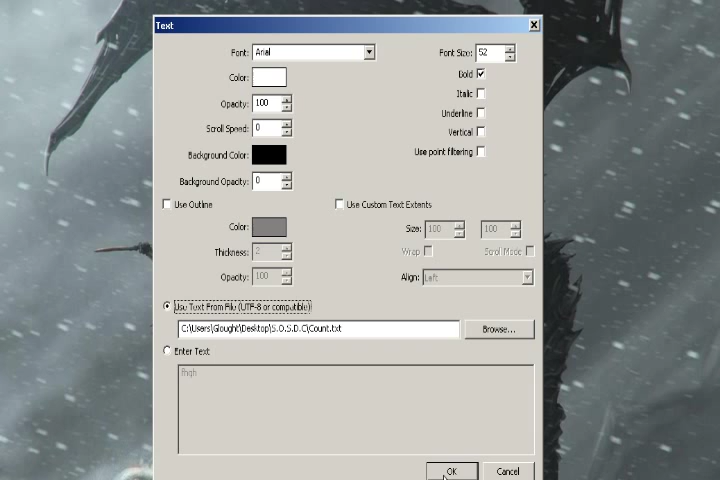 Text
Font: Arial
Font Size: 52
Color:
Bold
Italic
Opacity: 100
Underline
Scroll Speed: 0
Vertical
Background Color:
Use point filtering
Background Opacity: 0
Use Outline
Use Custom Text Extents
Color:
Size: 100 100
Thickness: 2
Wrap
Scroll Mode
Opacity: 100
Align: Left
Use Text From File (UTF-8 or compatible)
C:\Users\Glought\Desktop\S.O.S.D.C\Count.txt
Browse...
Enter Text
fhgh
OK
Cancel